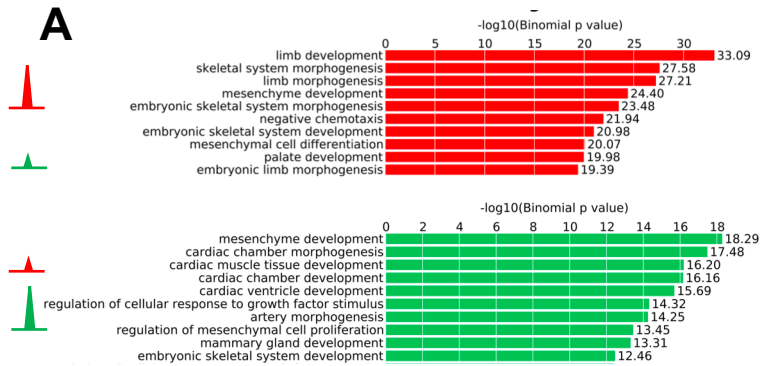 A
-log10(Binomial p value)
0 5 10 15 20 25 30
limb development 33.09
skeletal system morphogenesis 27.58
limb morphogenesis 27.21
mesenchyme development 24.40
embryonic skeletal system morphogenesis 23.48
negative chemotaxis 21.94
embryonic skeletal system development 20.98
mesenchymal cell differentiation 20.07
palate development 19.98
embryonic limb morphogenesis 19.39
-log10(Binomial p value)
0 2 4 6 8 10 12 14 16 18
mesenchyme development 18.29
cardiac chamber morphogenesis 17.48
cardiac muscle tissue development 16.20
cardiac chamber development 16.16
cardiac ventricle development 15.69
regulation of cellular response to growth factor stimulus 14.32
artery morphogenesis 14.25
regulation of mesenchymal cell proliferation 13.45
mammary gland development 13.31
embryonic skeletal system development 12.46